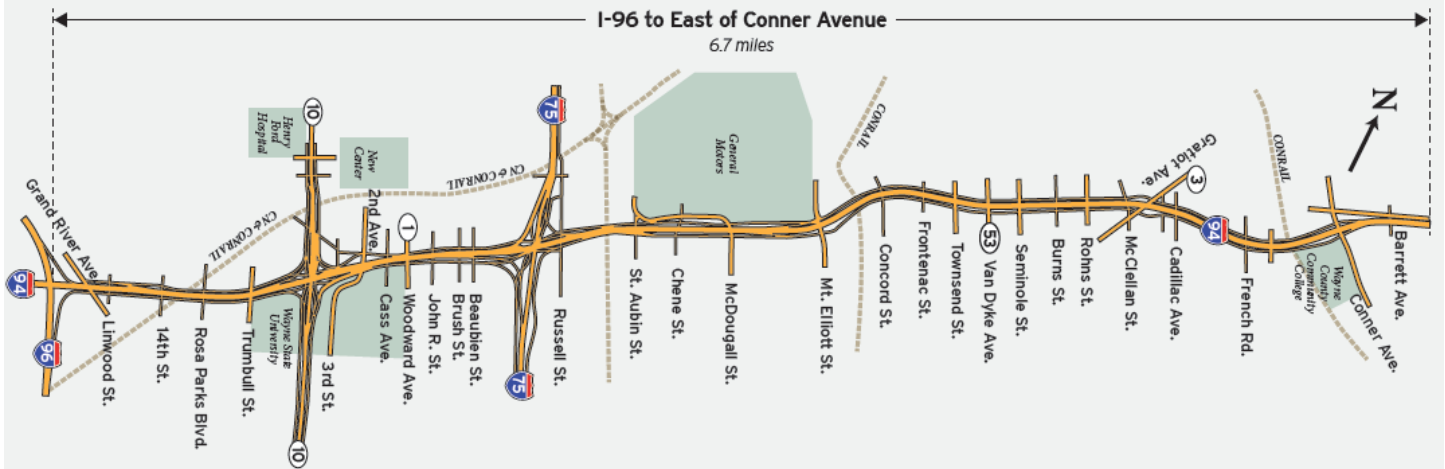 I-96 to East of Conner Avenue
6.7 miles
N
94
96
Grand River Ave.
Linwood St.
14th St.
Rosa Parks Blvd.
CN & CONRAIL
Trumbull St.
Henry
Ford
Hospital
10
10
Wayne State
University
New
Center
2nd Ave.
3rd St.
Cass Ave.
1
Woodward Ave.
John R. St.
Brush St.
Beaubien St.
CN & CONRAIL
75
75
Russell St.
St. Aubin St.
Chene St.
General
Motors
McDougall St.
Mt. Elliott St.
CONRAIL
Concord St.
Frontenac St.
Townsend St.
53 Van Dyke Ave.
Seminole St.
Burns St.
Rohns St.
Gratiot Ave.
3
McClellan St.
Cadillac Ave.
94
French Rd.
CONRAIL
Wayne
County
Community
College
Conner Ave.
Barrett Ave.